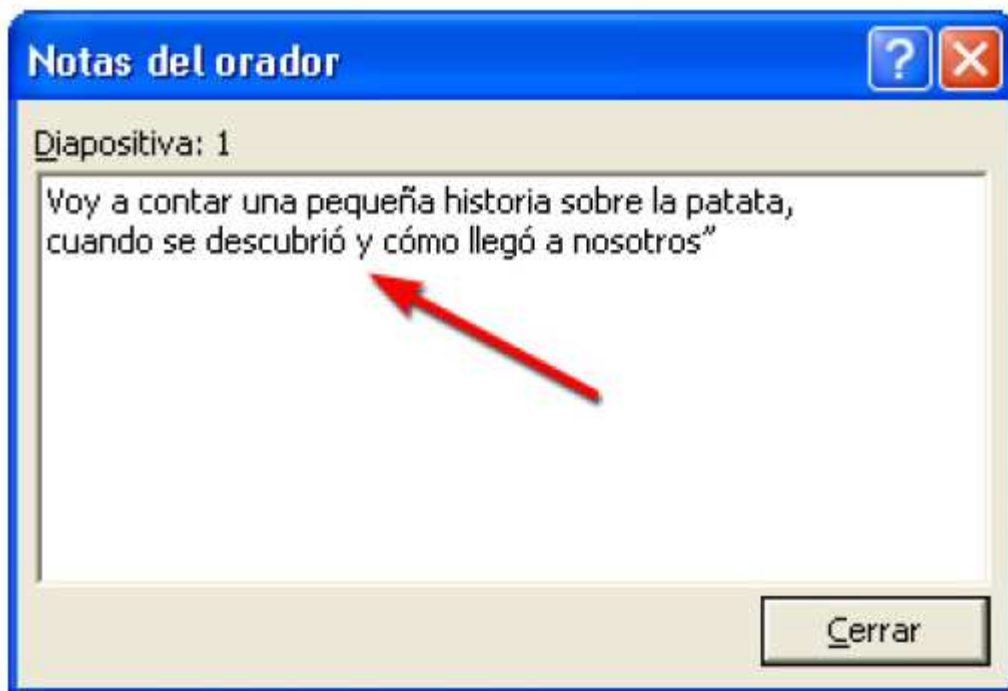 Notas del orador
Diapositiva: 1
Voy a contar una pequeña historia sobre la patata,
cuando se descubrió y cómo llegó a nosotros”
Cerrar